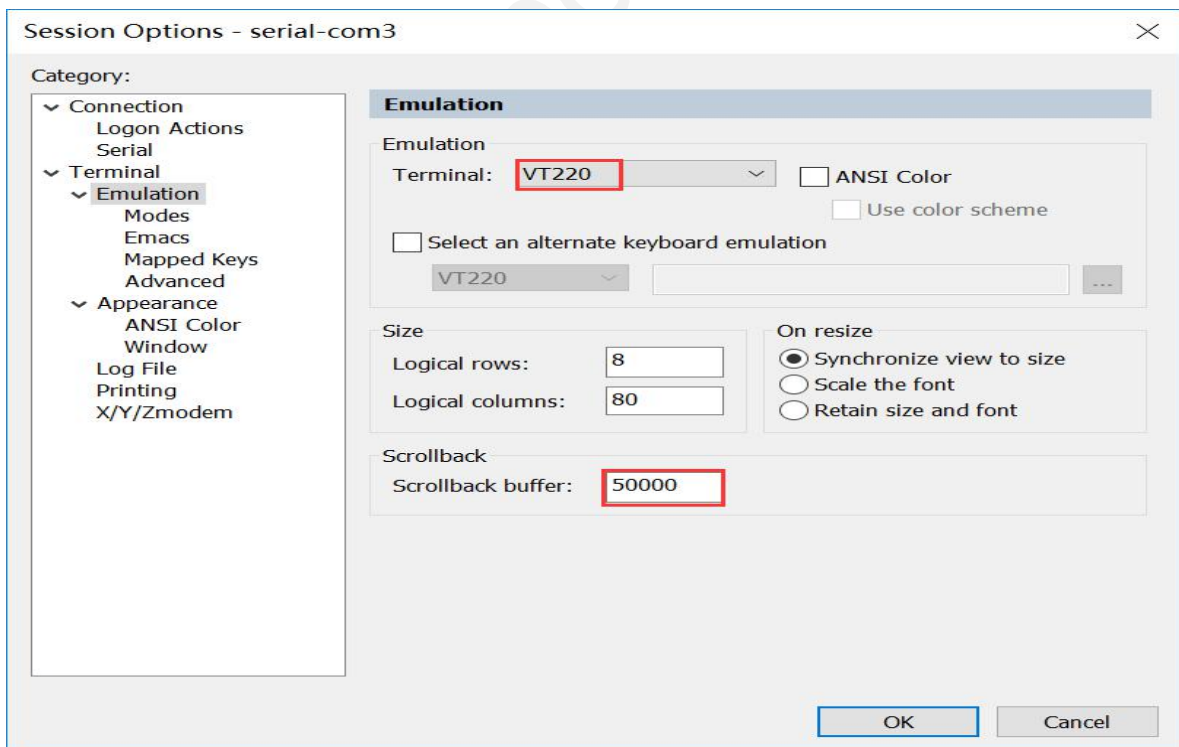 Session Options - serial-com3
Category:
Connection
Logon Actions
Serial
Terminal
Emulation
Modes
Emacs
Mapped Keys
Advanced
Appearance
ANSI Color
Window
Log File
Printing
X/Y/Zmodem
Emulation
Emulation
Terminal: VT220 ANSI Color
Use color scheme
Select an alternate keyboard emulation
VT220 ...
Size
Logical rows: 8
Logical columns: 80
On resize
Synchronize view to size
Scale the font
Retain size and font
Scrollback
Scrollback buffer: 50000
OK Cancel